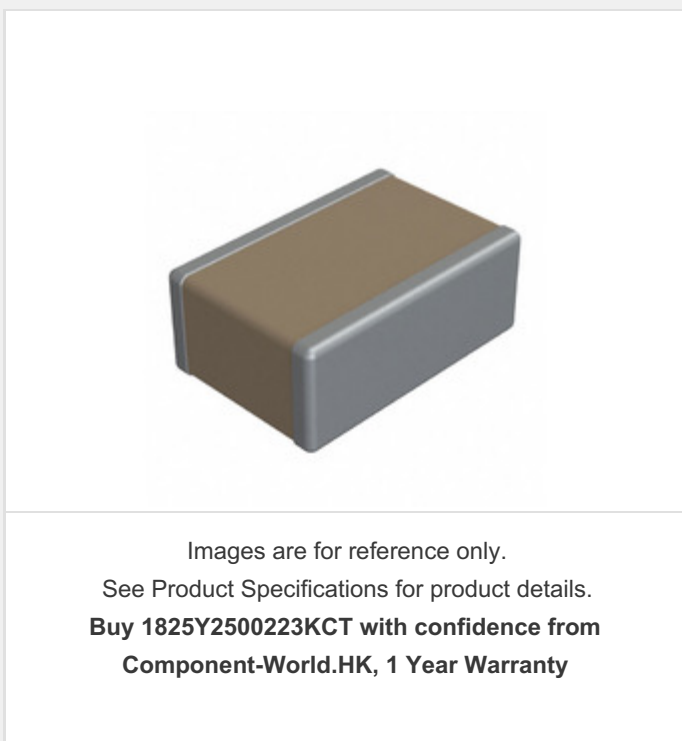 Images are for reference only.
See Product Specifications for product details.
Buy 1825Y2500223KCT with confidence from
Component-World.HK, 1 Year Warranty